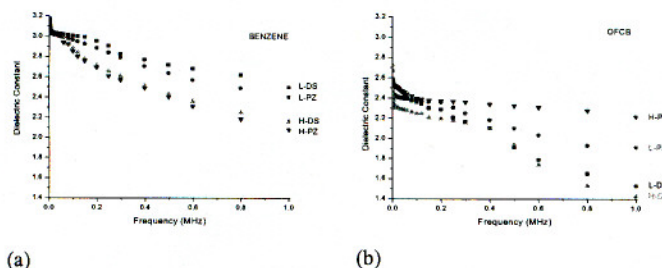 BENZENE
Dielectric Constant
3.2
3.0
2.8
2.6
2.4
2.2
2.0
1.8
1.6
1.4
L-DS
L-PZ
H-DS
H-PZ
0.0 0.2 0.4 0.6 0.8 1.0
Frequency (MHz)
(a)
OFCB
Dielectric Constant
3.2
3.0
2.8
2.6
2.4
2.2
2.0
1.8
1.6
1.4
H-P
L-P
L-D
0.0 0.2 0.4 0.6 0.8 1.0
Frequency (MHz)
(b)